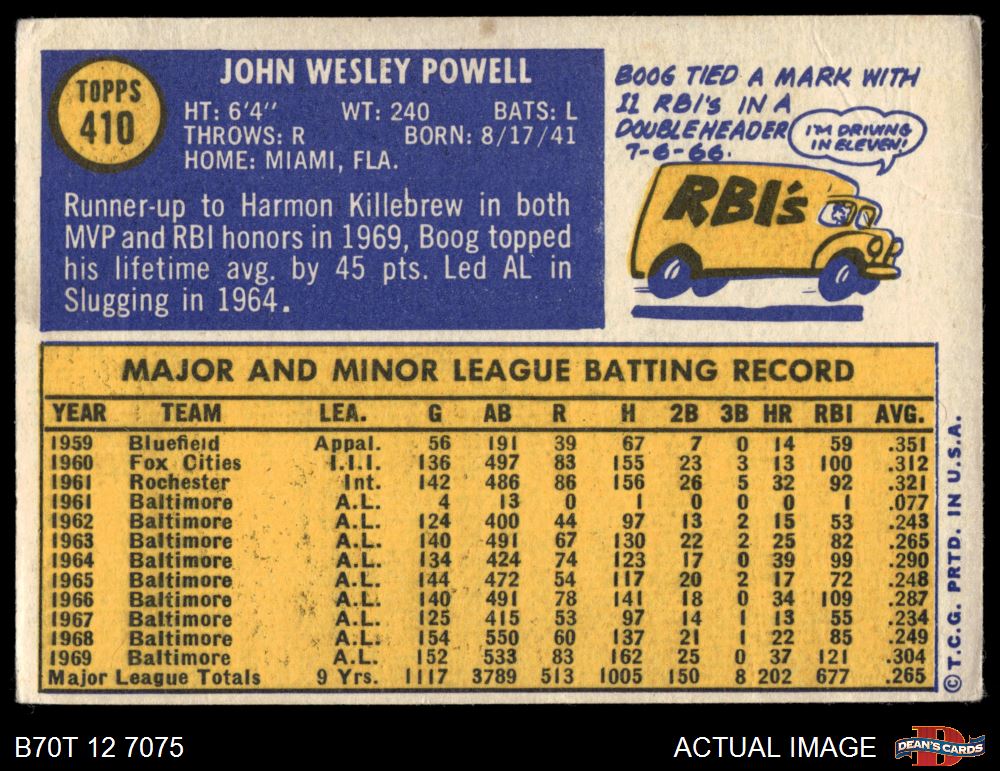 TOPPS
410
JOHN WESLEY POWELL
HT: 6'4" WT: 240 BATS: L
THROWS: R BORN: 8/17/41
HOME: MIAMI, FLA.
Runner-up to Harmon Killebrew in both
MVP and RBI honors in 1969, Boog topped
his lifetime avg. by 45 pts. Led AL in
Slugging in 1964.
BOOG TIED A MARK WITH
11 RBI'S IN A
DOUBLEHEADER
7-6-66.
I'M DRIVING
IN ELEVEN!
RBI's
MAJOR AND MINOR LEAGUE BATTING RECORD
YEAR TEAM LEA. G AB R H 2B 3B HR RBI AVG.
1959 Bluefield Appal. 56 191 39 67 7 0 14 59 .351
1960 Fox Cities I.I.I. 136 497 83 155 23 3 13 100 .312
1961 Rochester Int. 142 486 86 156 26 5 32 92 .321
1961 Baltimore A.L. 4 13 0 1 0 0 0 1 .077
1962 Baltimore A.L. 124 400 44 97 13 2 15 53 .243
1963 Baltimore A.L. 140 491 67 130 22 2 25 82 .265
1964 Baltimore A.L. 134 424 74 123 17 0 39 99 .290
1965 Baltimore A.L. 144 472 54 117 20 2 17 72 .248
1966 Baltimore A.L. 140 491 78 141 18 0 34 109 .287
1967 Baltimore A.L. 125 415 53 97 14 1 13 55 .234
1968 Baltimore A.L. 154 550 60 137 21 1 22 85 .249
1969 Baltimore A.L. 152 533 83 162 25 0 37 121 .304
Major League Totals 9 Yrs. 1117 3789 513 1005 150 8 202 677 .265
© T.C.G. PRTD. IN U.S.A.
B70T 12 7075
ACTUAL IMAGE
D
DEAN'S CARDS